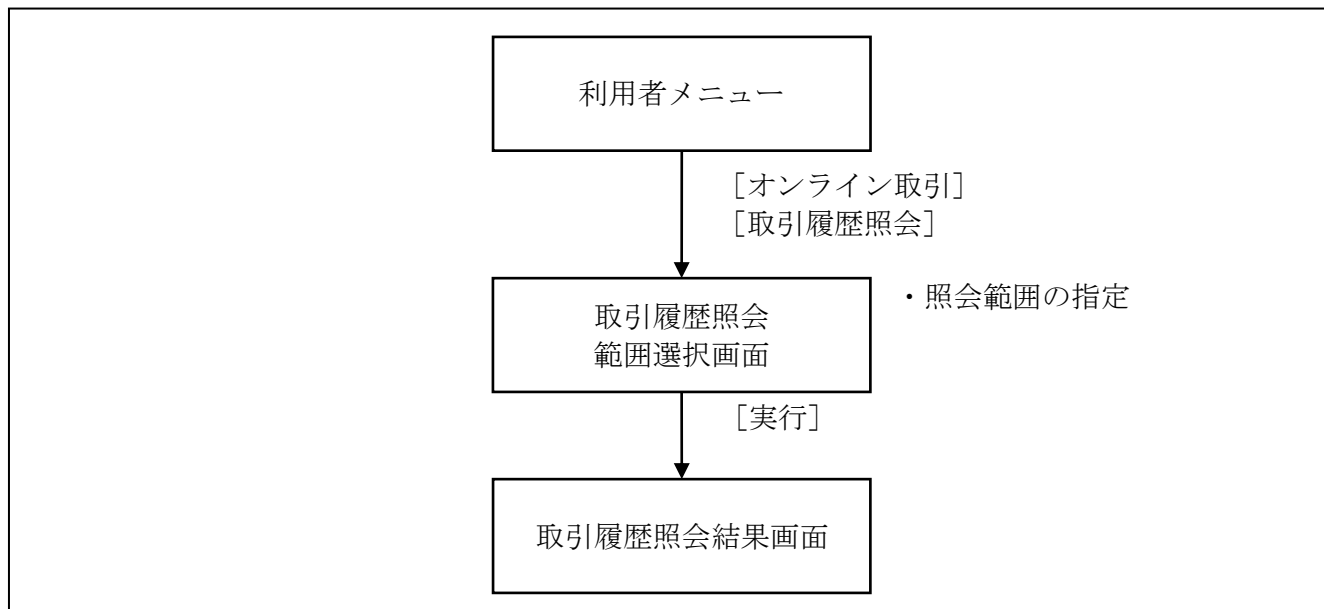 利用者メニュー
［オンライン取引］
［取引履歴照会］
取引履歴照会
範囲選択画面
・照会範囲の指定
［実行］
取引履歴照会結果画面